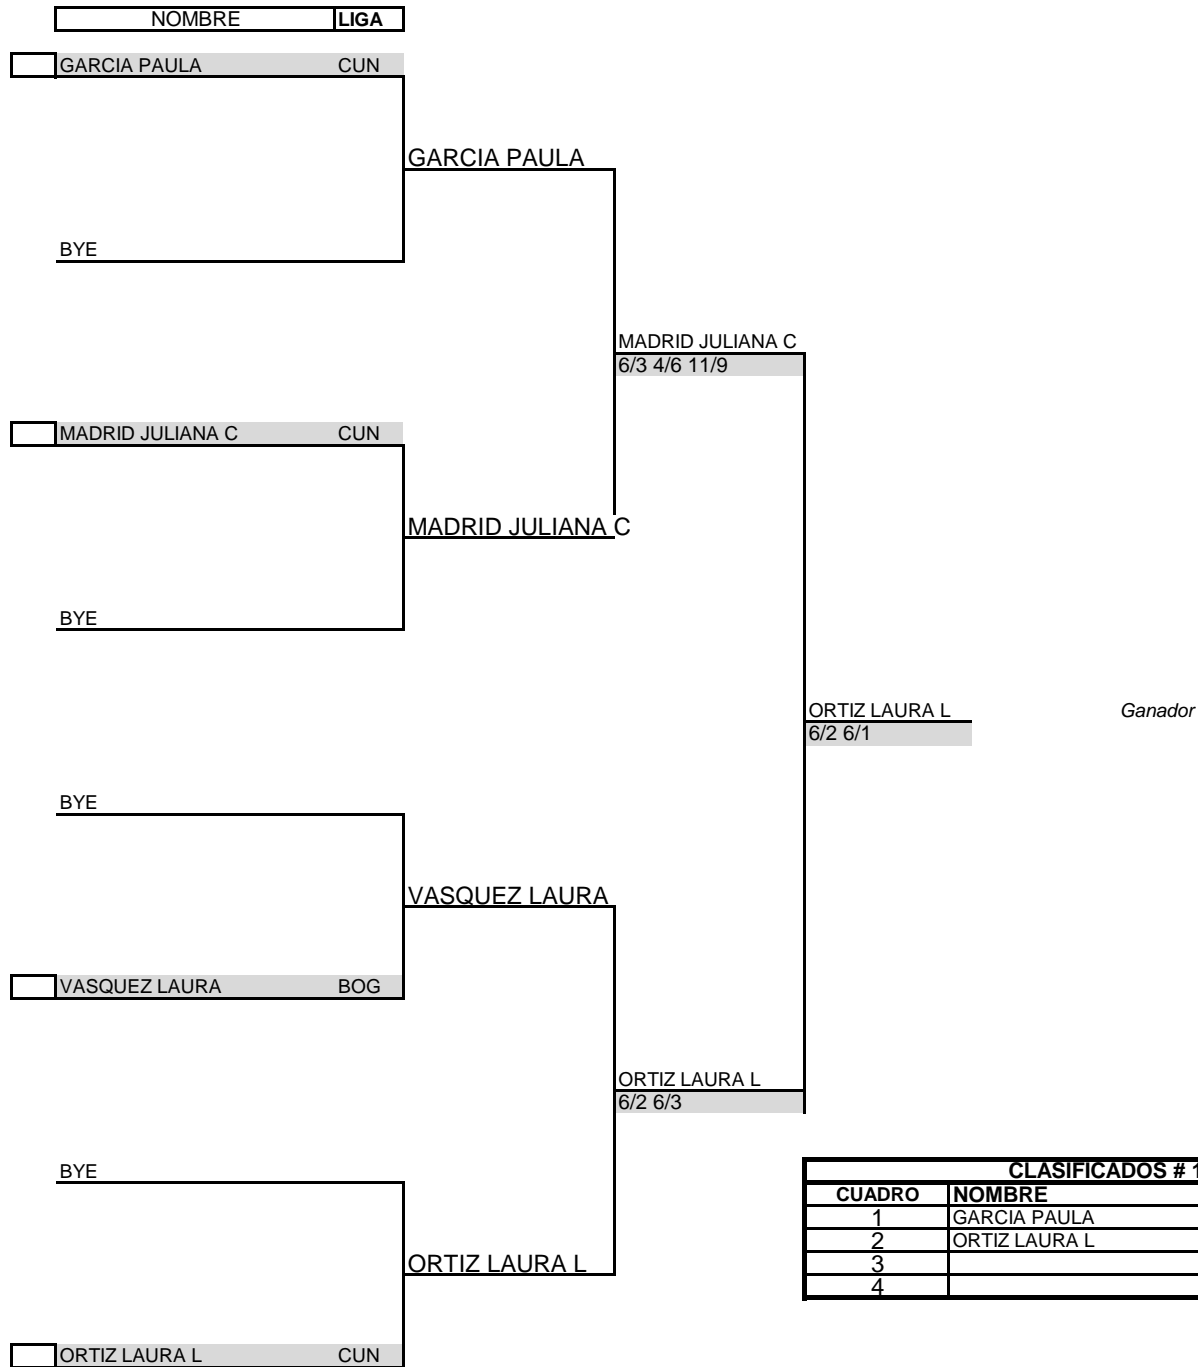 NOMBRE LIGA
GARCIA PAULA CUN
GARCIA PAULA
BYE
MADRID JULIANA C
6/3 4/6 11/9
MADRID JULIANA C CUN
MADRID JULIANA C
BYE
ORTIZ LAURA L Ganador
6/2 6/1
BYE
VASQUEZ LAURA
VASQUEZ LAURA BOG
ORTIZ LAURA L
6/2 6/3
BYE
CLASIFICADOS # 1
CUADRO NOMBRE
1 GARCIA PAULA
2 ORTIZ LAURA L
ORTIZ LAURA L
3
4
ORTIZ LAURA L CUN